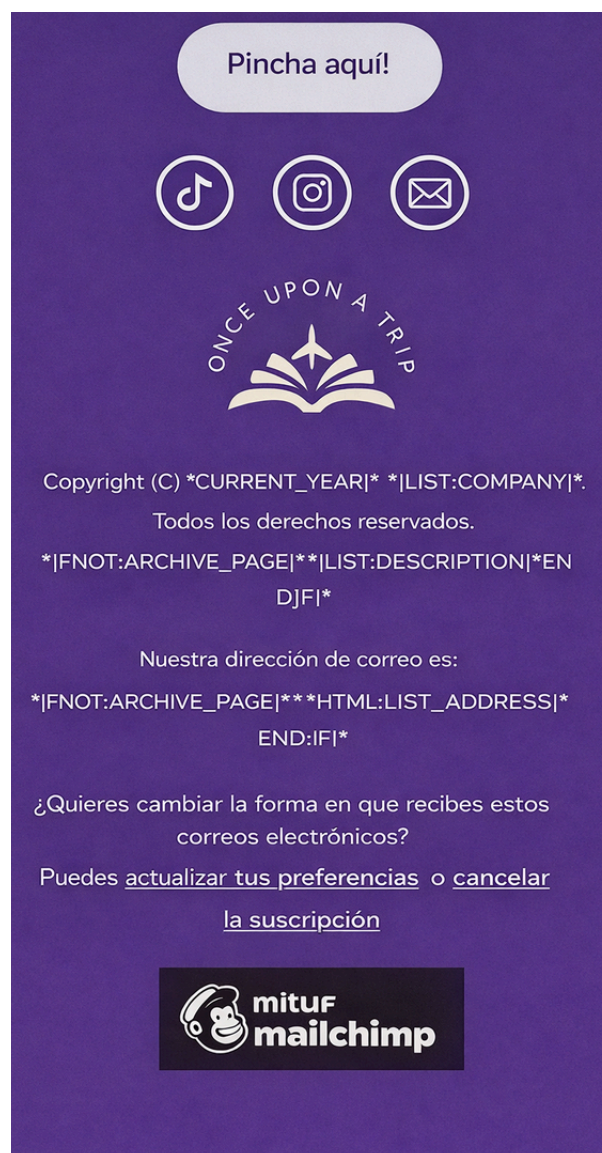 Pincha aquí!
ONCE UPON A TRIP
Copyright (C) *CURRENT_YEAR|* *|LIST:COMPANY|*.
Todos los derechos reservados.
*|FNOT:ARCHIVE_PAGE|**|LIST:DESCRIPTION|*EN
D]F|*
Nuestra dirección de correo es:
*|FNOT:ARCHIVE_PAGE|***HTML:LIST_ADDRESS|*
END:IF|*
¿Quieres cambiar la forma en que recibes estos
correos electrónicos?
Puedes actualizar tus preferencias o cancelar
la suscripción
mituf
mailchimp